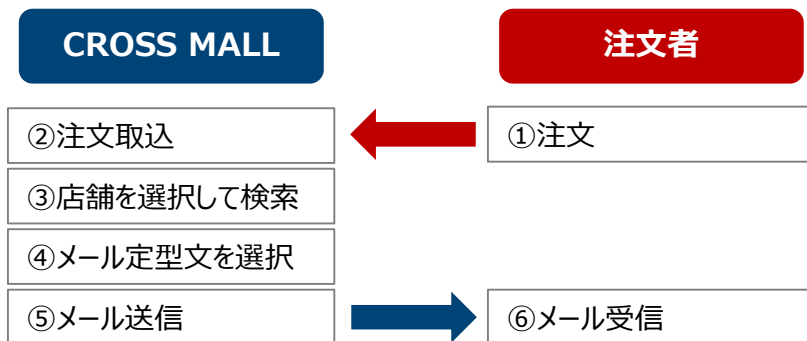 CROSS MALL
注文者
②注文取込
①注文
③店舗を選択して検索
④メール定型文を選択
⑤メール送信
⑥メール受信